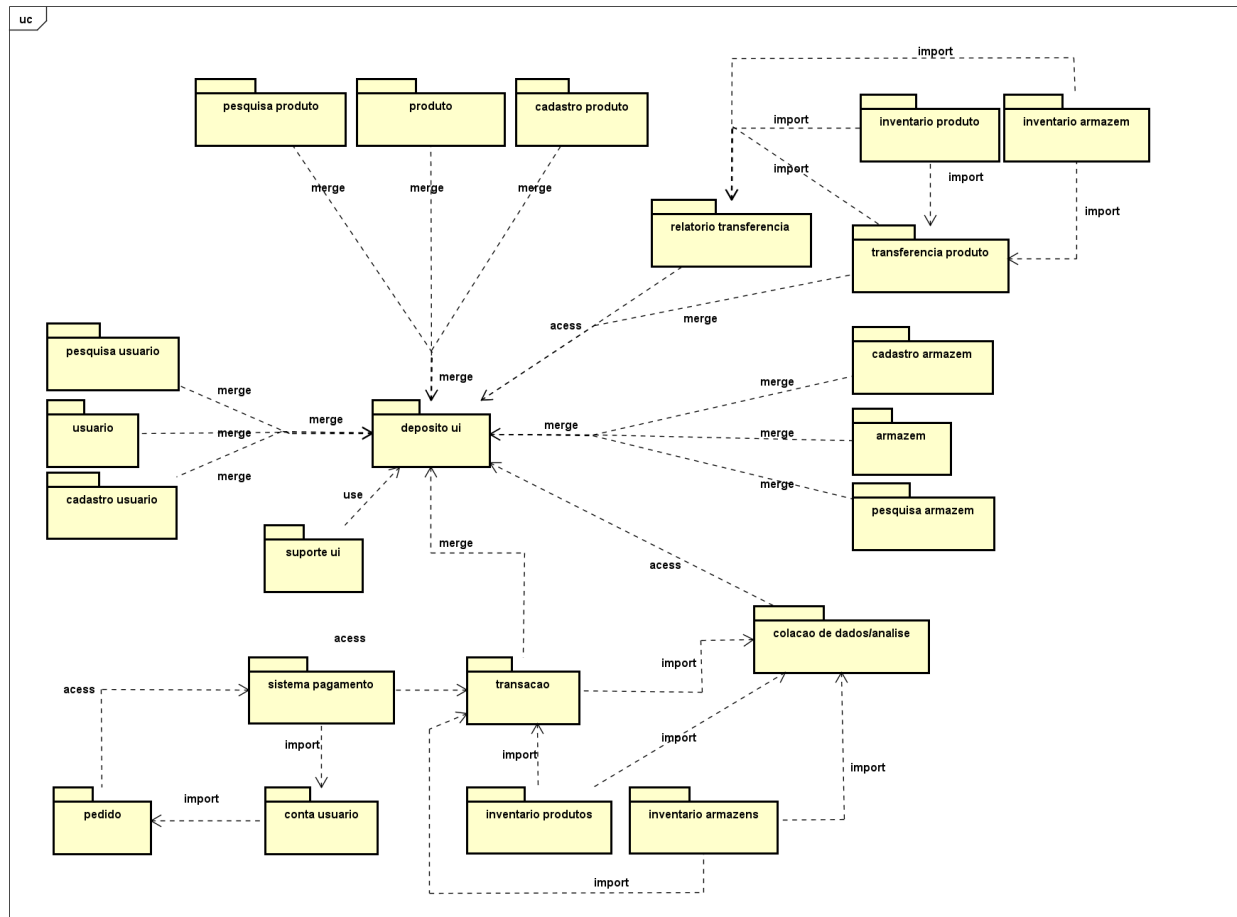 uc
import
pesquisa produto
produto
cadastro produto
inventario produto
inventario armazem
import
import
import
merge
merge
merge
import
relatorio transferencia
transferencia produto
acess
merge
pesquisa usuario
cadastro armazem
merge
merge
merge
usuario
merge
merge
deposito ui
merge
merge
armazem
cadastro usuario
merge
merge
pesquisa armazem
use
suporte ui
merge
acess
colacao de dados/analise
acess
import
acess
sistema pagamento
transacao
import
import
import
import
import
pedido
conta usuario
inventario produtos
inventario armazens
import